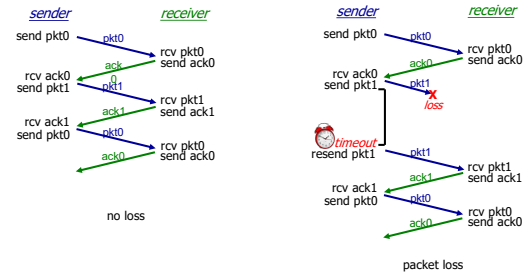 sender
receiver
send pkt0
pkt0
rcv pkt0
send ack0
ack
0
rcv ack0
send pkt1
pkt1
rcv pkt1
send ack1
ack1
rcv ack1
send pkt0
pkt0
rcv pkt0
send ack0
ack0
no loss
sender
receiver
send pkt0
pkt0
rcv pkt0
send ack0
ack0
rcv ack0
send pkt1
pkt1
X
loss
timeout
resend pkt1
pkt1
rcv pkt1
send ack1
ack1
rcv ack1
send pkt0
pkt0
rcv pkt0
send ack0
ack0
packet loss